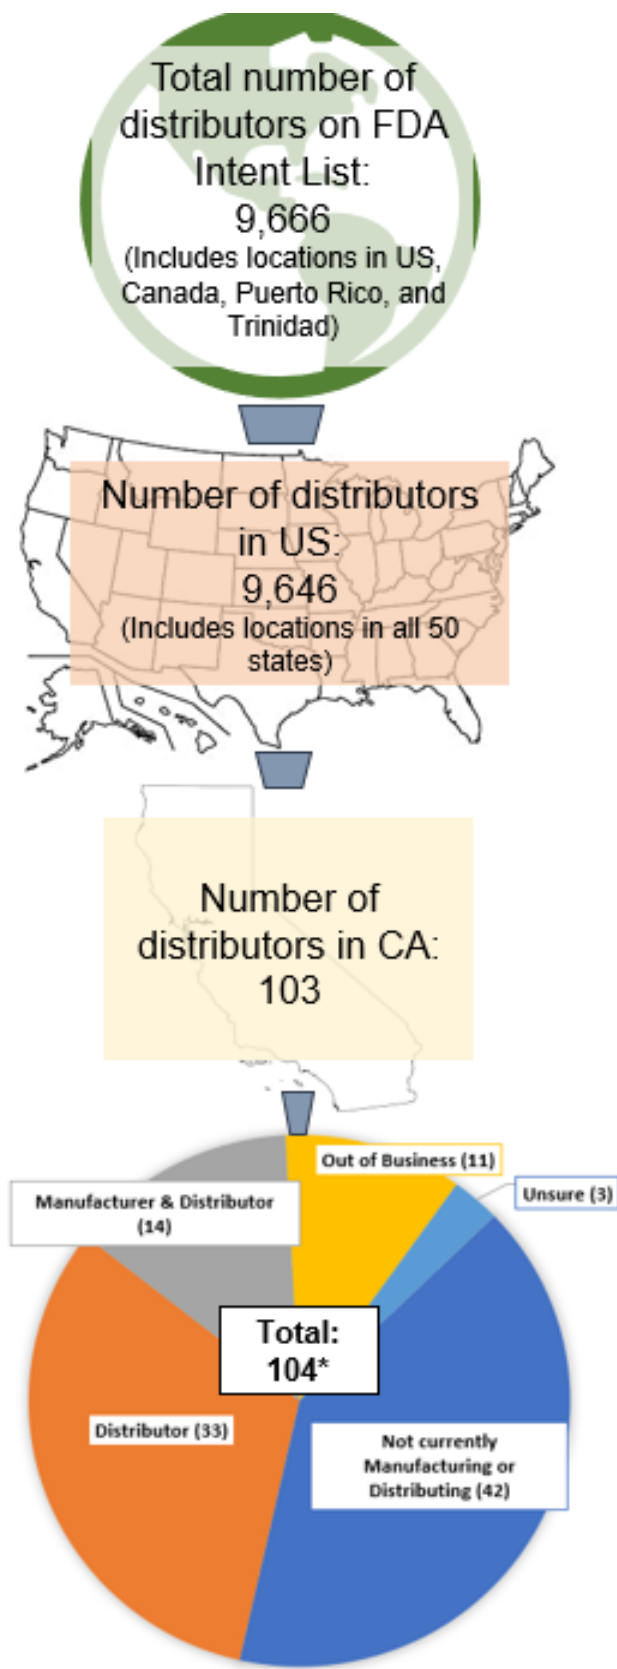 Total number of
distributors on FDA
Intent List:
9,666
(Includes locations in US,
Canada, Puerto Rico, and
Trinidad)
Number of distributors
in US:
9,646
(Includes locations in all 50
states)
Number of
distributors in CA:
103
Out of Business (11)
Unsure (3)
Manufacturer & Distributor
(14)
Total:
104*
Distributor (33)
Not currently
Manufacturing or
Distributing (42)